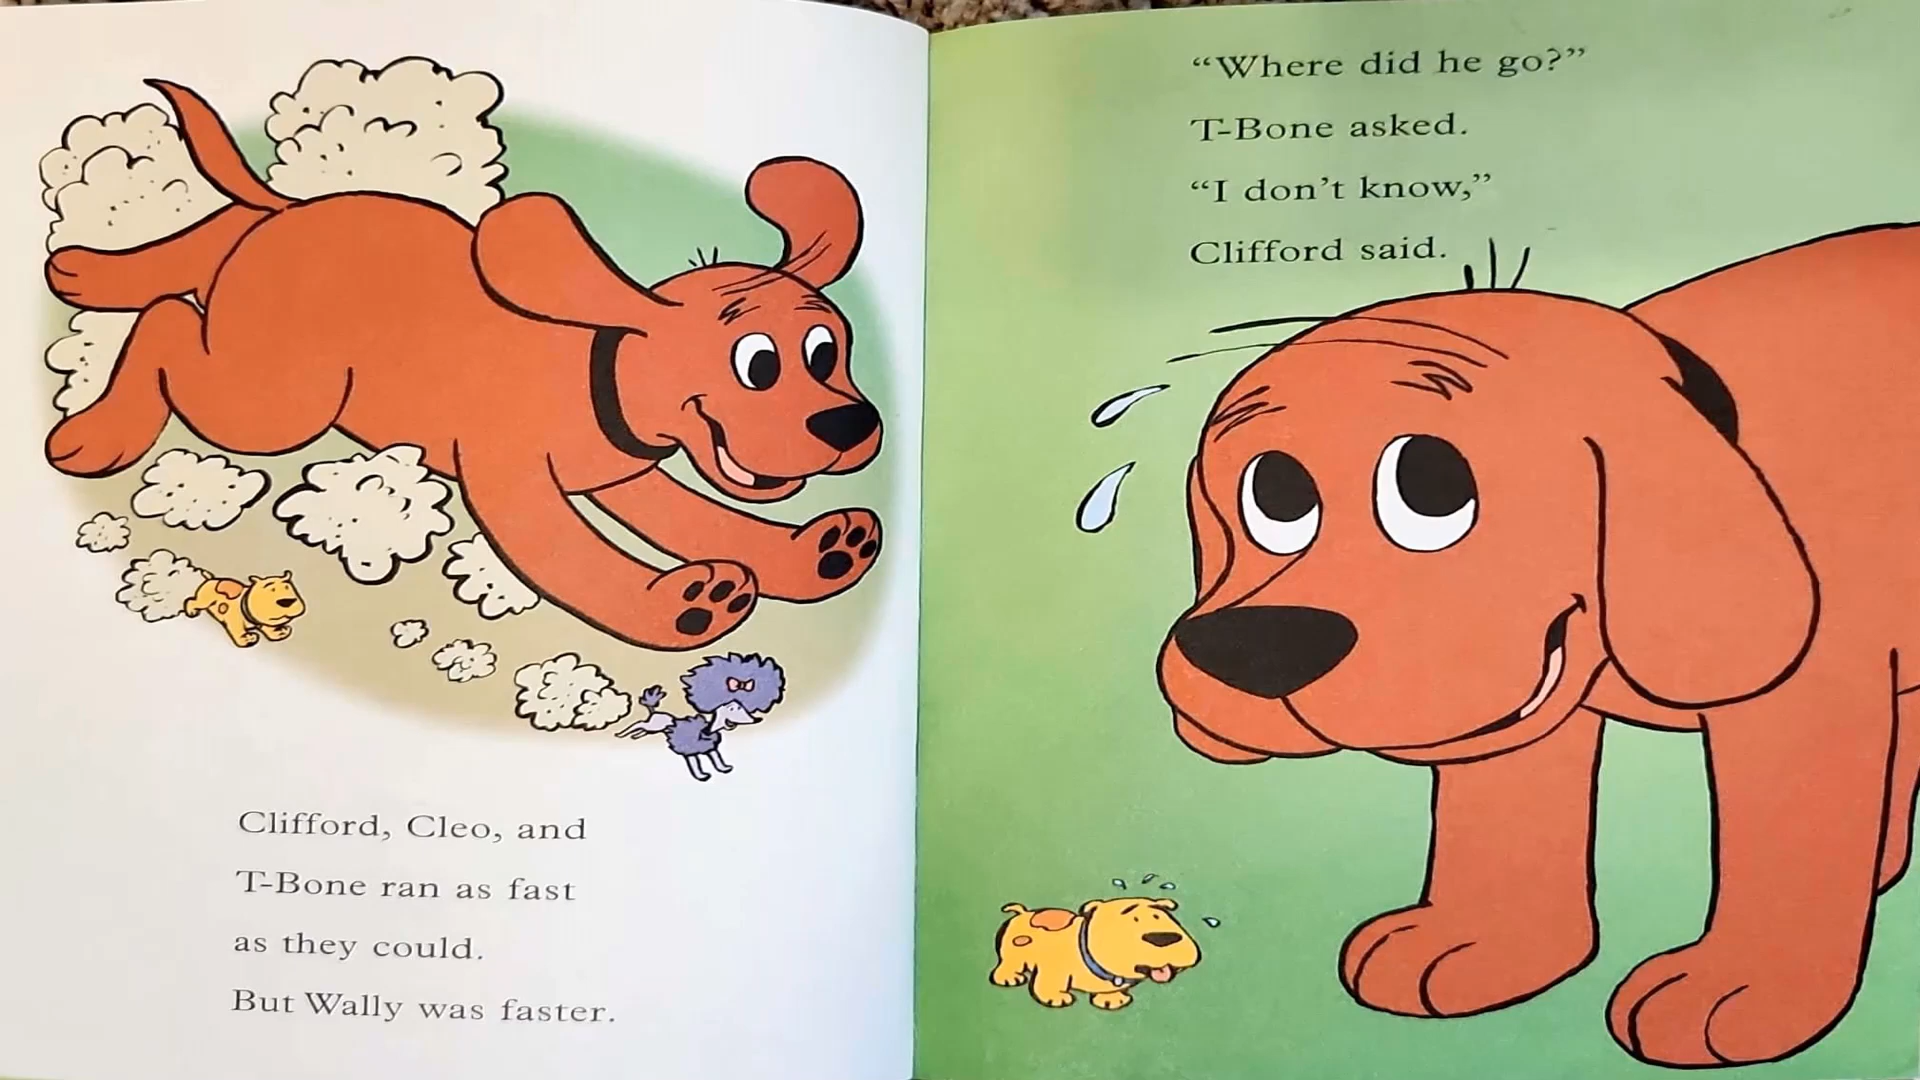 Clifford, Cleo, and
T-Bone ran as fast
as they could.
But Wally was faster.
“Where did he go?”
T-Bone asked.
“I don’t know,”
Clifford said.